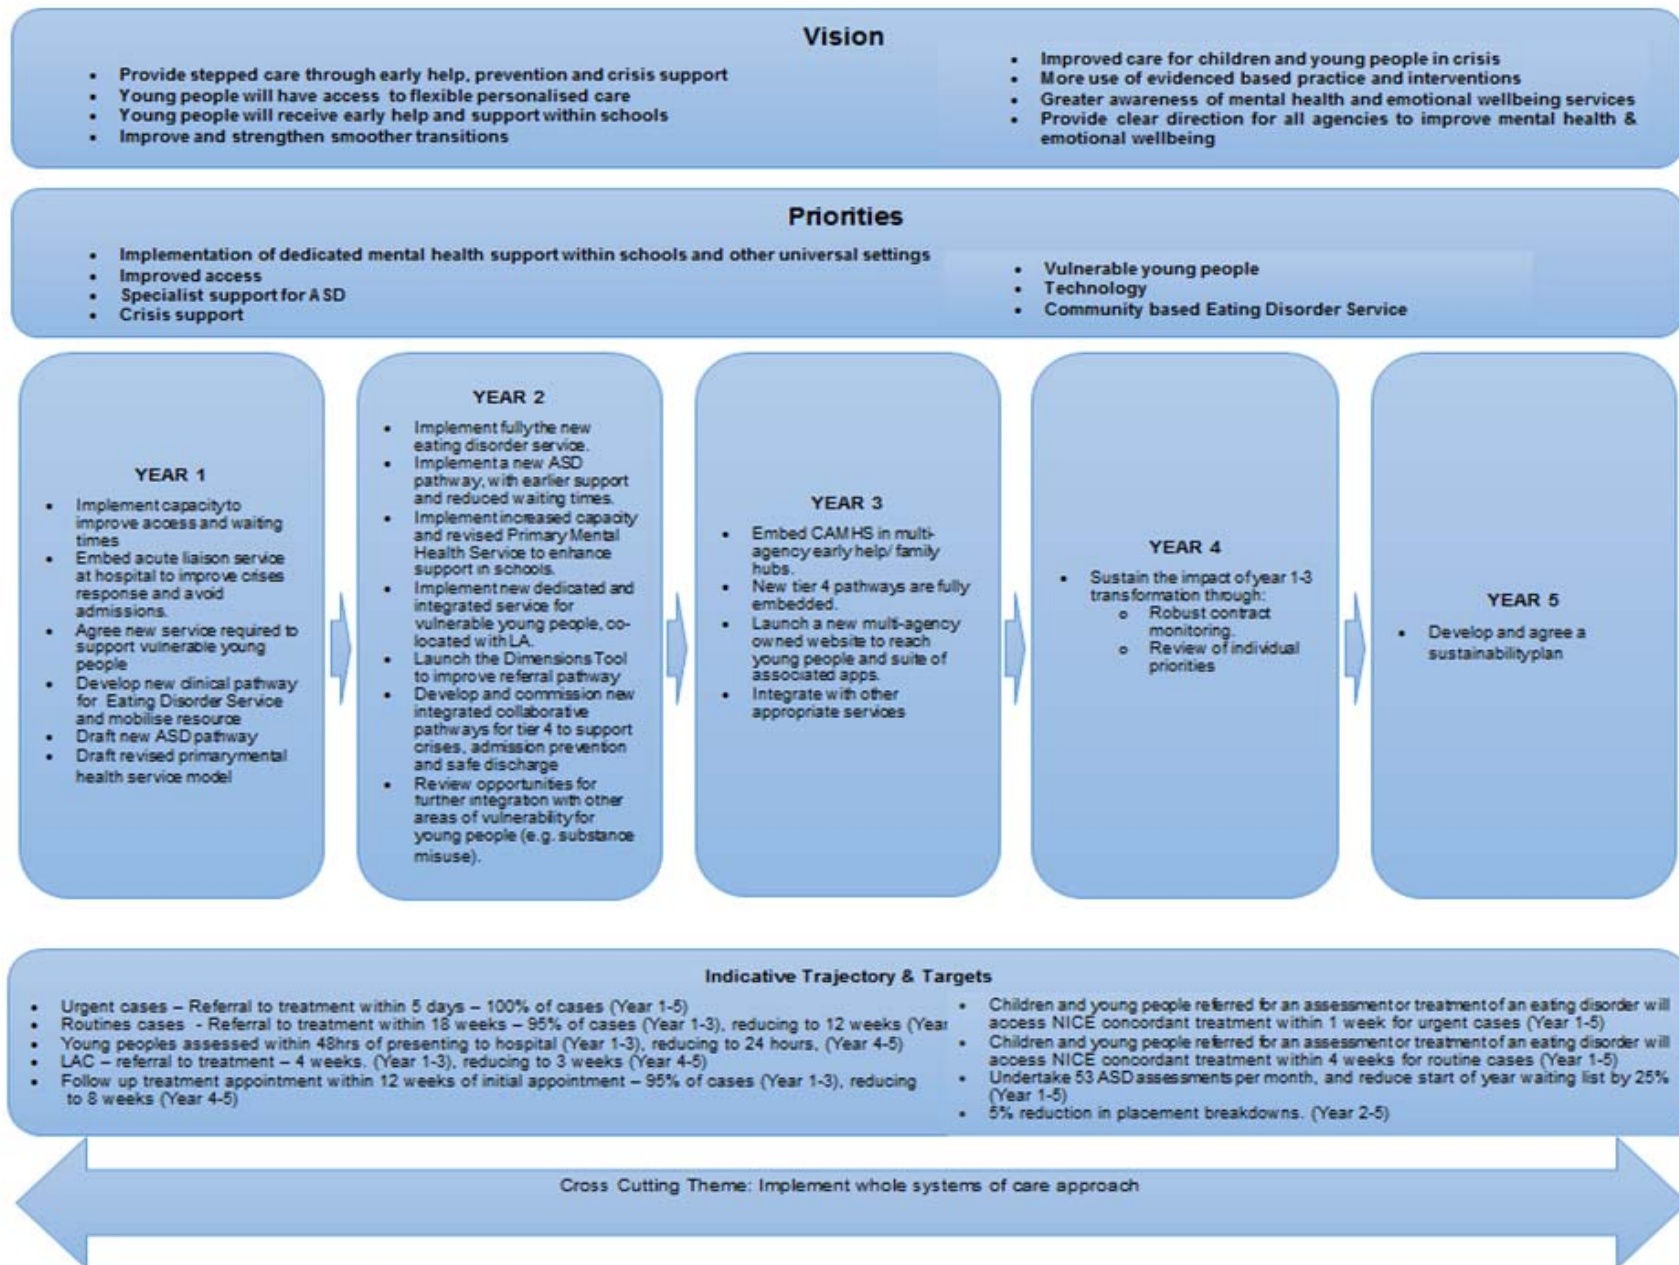 Vision
• Provide stepped care through early help, prevention and crisis support
• Young people will have access to flexible personalised care
• Young people will receive early help and support within schools
• Improve and strengthen smoother transitions
• Improved care for children and young people in crisis
• More use of evidenced based practice and interventions
• Greater awareness of mental health and emotional wellbeing services
• Provide clear direction for all agencies to improve mental health &
emotional wellbeing
Priorities
• Implementation of dedicated mental health support within schools and other universal settings
• Improved access
• Specialist support for ASD
• Crisis support
• Vulnerable young people
• Technology
• Community based Eating Disorder Service
YEAR 1
• Implement capacity to
improve access and waiting
times
• Embed acute liaison service
at hospital to improve crises
response and avoid
admissions.
• Agree new service required to
support vulnerable young
people
• Develop new clinical pathway
for Eating Disorder Service
and mobilise resource
• Draft new ASD pathway
• Draft revised primary mental
health service model
YEAR 2
• Implement fully the new
eating disorder service.
• Implement a new ASD
pathway, with earlier support
and reduced waiting times.
• Implement increased capacity
and revised Primary Mental
Health Service to enhance
support in schools.
• Implement new dedicated and
integrated service for
vulnerable young people, co-
located with LA.
• Launch the Dimensions Tool
to improve referral pathway
• Develop and commission new
integrated collaborative
pathways for tier 4 to support
crises, admission prevention
and safe discharge
• Review opportunities for
further integration with other
areas of vulnerability for
young people (e.g. substance
misuse).
YEAR 3
• Embed CAMHS in multi-
agency early help/ family
hubs.
• New tier 4 pathways are fully
embedded.
• Launch a new multi-agency
owned website to reach
young people and suite of
associated apps.
• Integrate with other
appropriate services
YEAR 4
• Sustain the impact of year 1-3
transformation through:
o Robust contract
monitoring.
o Review of individual
priorities
YEAR 5
• Develop and agree a
sustainability plan
Indicative Trajectory & Targets
• Urgent cases – Referral to treatment within 5 days – 100% of cases (Year 1-5)
• Routines cases - Referral to treatment within 18 weeks – 95% of cases (Year 1-3), reducing to 12 weeks (Year
• Young peoples assessed within 48hrs of presenting to hospital (Year 1-3), reducing to 24 hours, (Year 4-5)
• LAC – referral to treatment – 4 weeks. (Year 1-3), reducing to 3 weeks (Year 4-5)
• Follow up treatment appointment within 12 weeks of initial appointment – 95% of cases (Year 1-3), reducing
to 8 weeks (Year 4-5)
• Children and young people referred for an assessment or treatment of an eating disorder will
access NICE concordant treatment within 1 week for urgent cases (Year 1-5)
• Children and young people referred for an assessment or treatment of an eating disorder will
access NICE concordant treatment within 4 weeks for routine cases (Year 1-5)
• Undertake 53 ASD assessments per month, and reduce start of year waiting list by 25%
(Year 1-5)
• 5% reduction in placement breakdowns. (Year 2-5)
Cross Cutting Theme: Implement whole systems of care approach